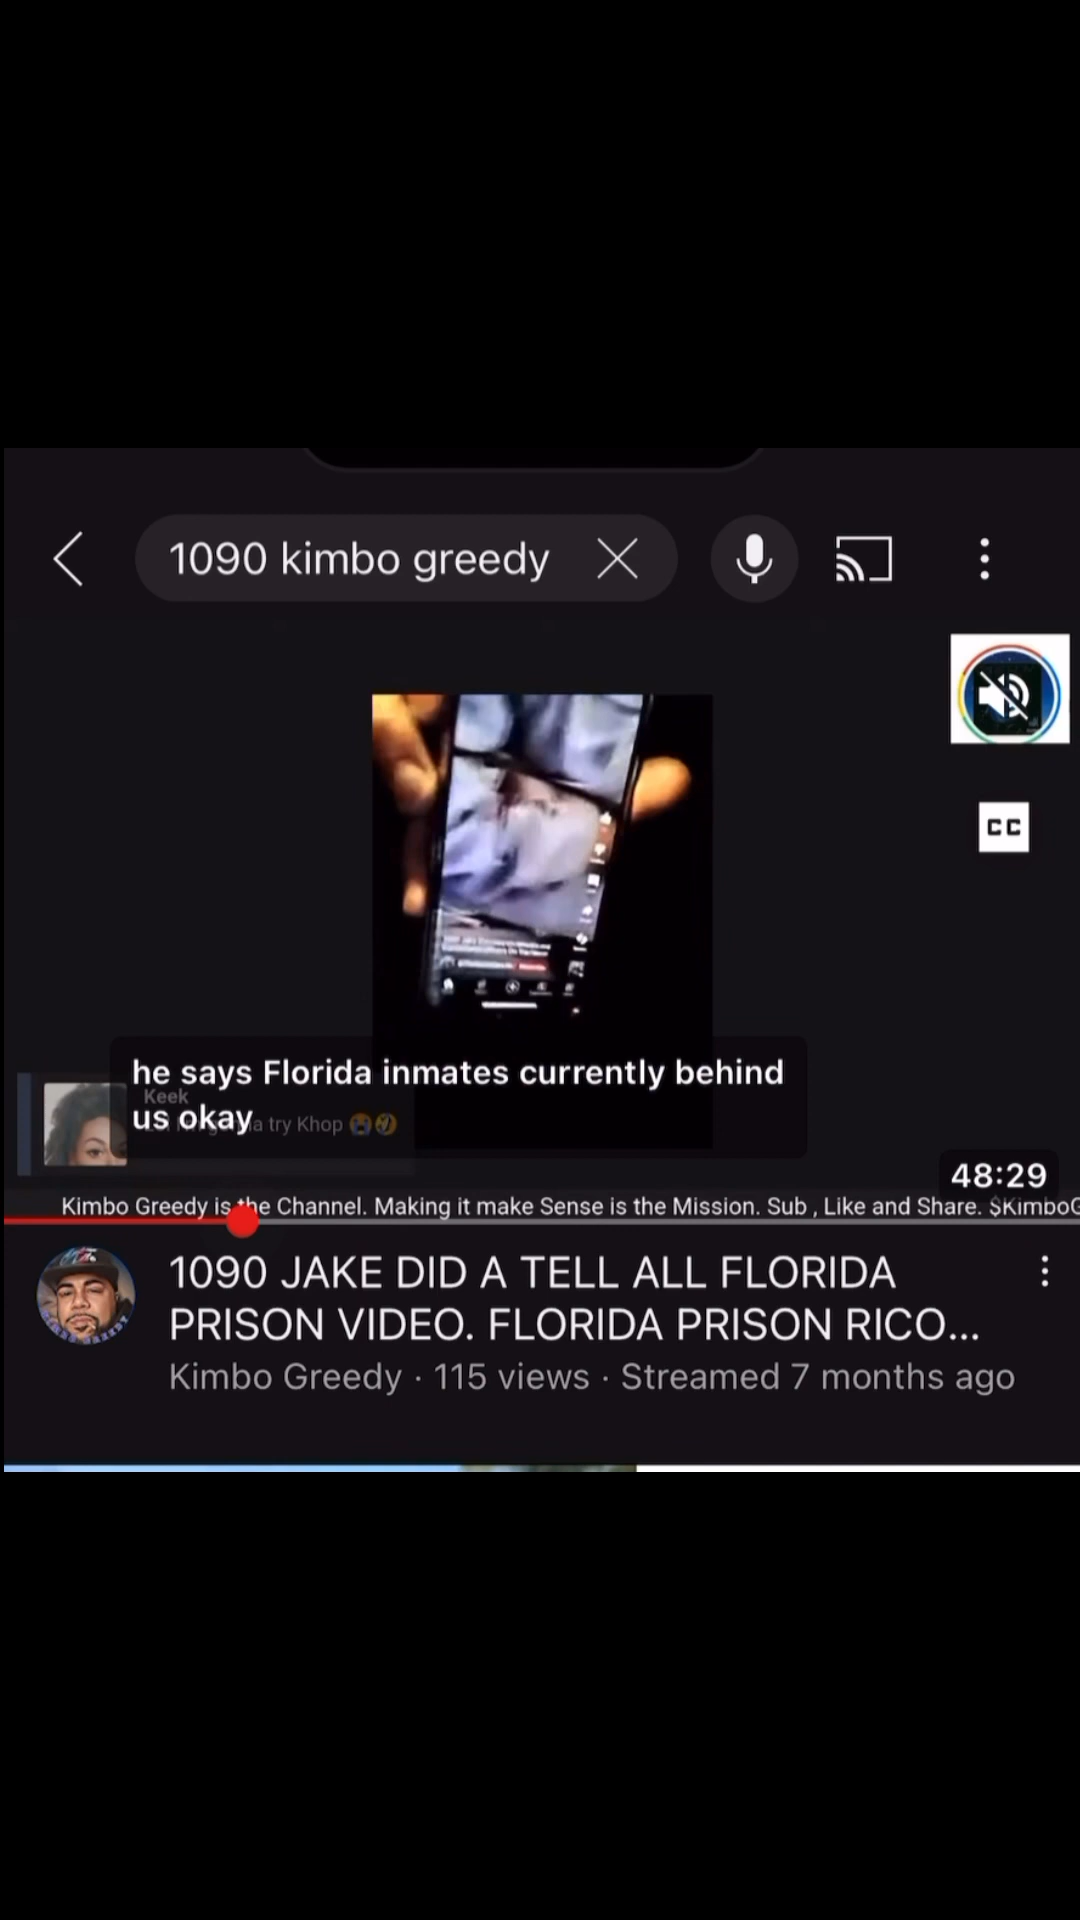 1090 kimbo greedy
CC
he says Florida inmates currently behind
us okay
Keek
try Khop 😭🤣
48:29
Kimbo Greedy is the Channel. Making it make Sense is the Mission. Sub , Like and Share. $KimboG
1090 JAKE DID A TELL ALL FLORIDA
PRISON VIDEO. FLORIDA PRISON RICO...
Kimbo Greedy · 115 views · Streamed 7 months ago